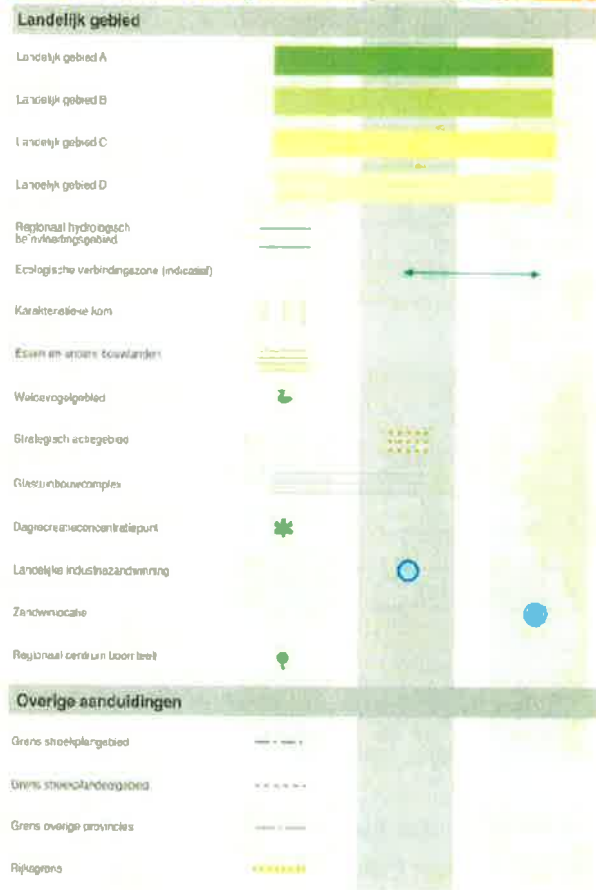 Landelijk gebied
Landelijk gebied A
Landelijk gebied B
Landelijk gebied C
Landelijk gebied D
Regionaal hydrologisch
beïnvloedingsgebied
Ecologische verbindingszone (indicatief)
Karakteristieke kom
Essen en andere bouwlanden
Weidevogelgebied
Strategisch actiegebied
Glastuinbouwcomplex
Dagrecreatieconcentratiepunt
Landelijke industriezandwinning
Zandwinlocatie
Regionaal centrum boomteelt
Overige aanduidingen
Grens streekplangebied
Grens streekplandeelgebied
Grens overige provincies
Rijksgrens